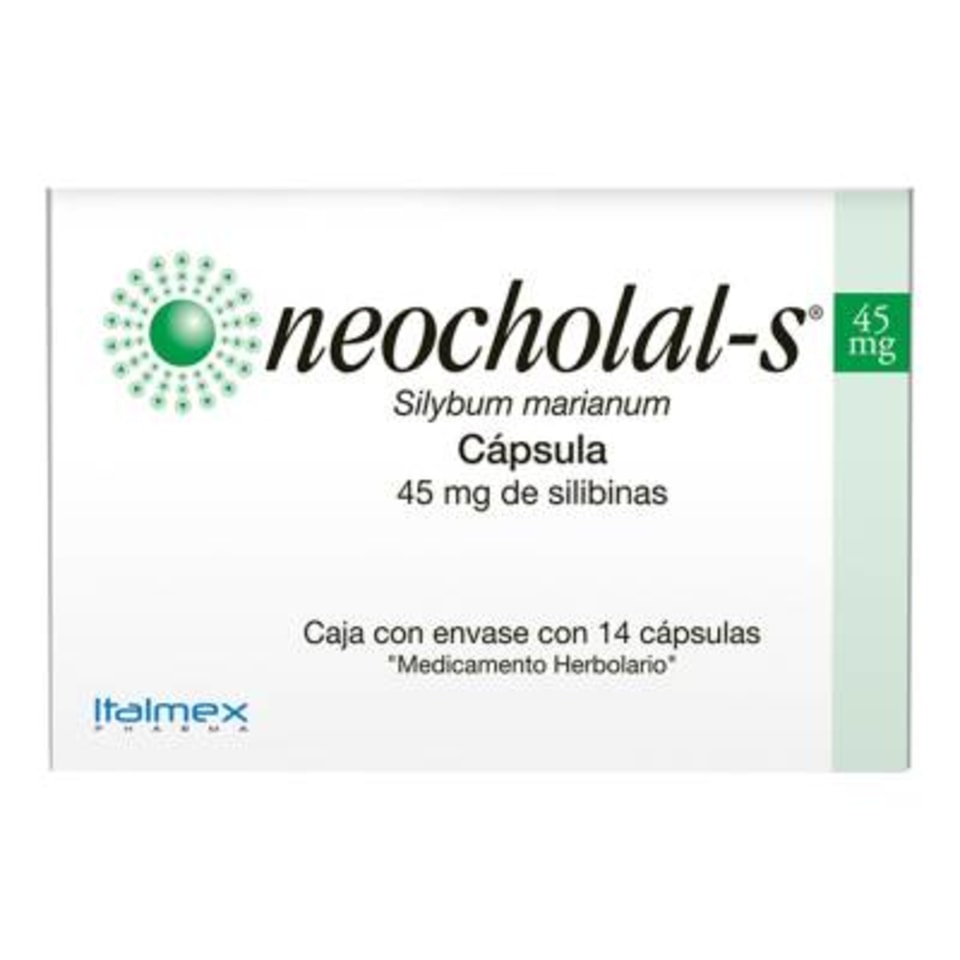 neocholal-s®
45
mg
Silybum marianum
Cápsula
45 mg de silibinas
Caja con envase con 14 cápsulas
"Medicamento Herbolario"
Italmex
PHARMA